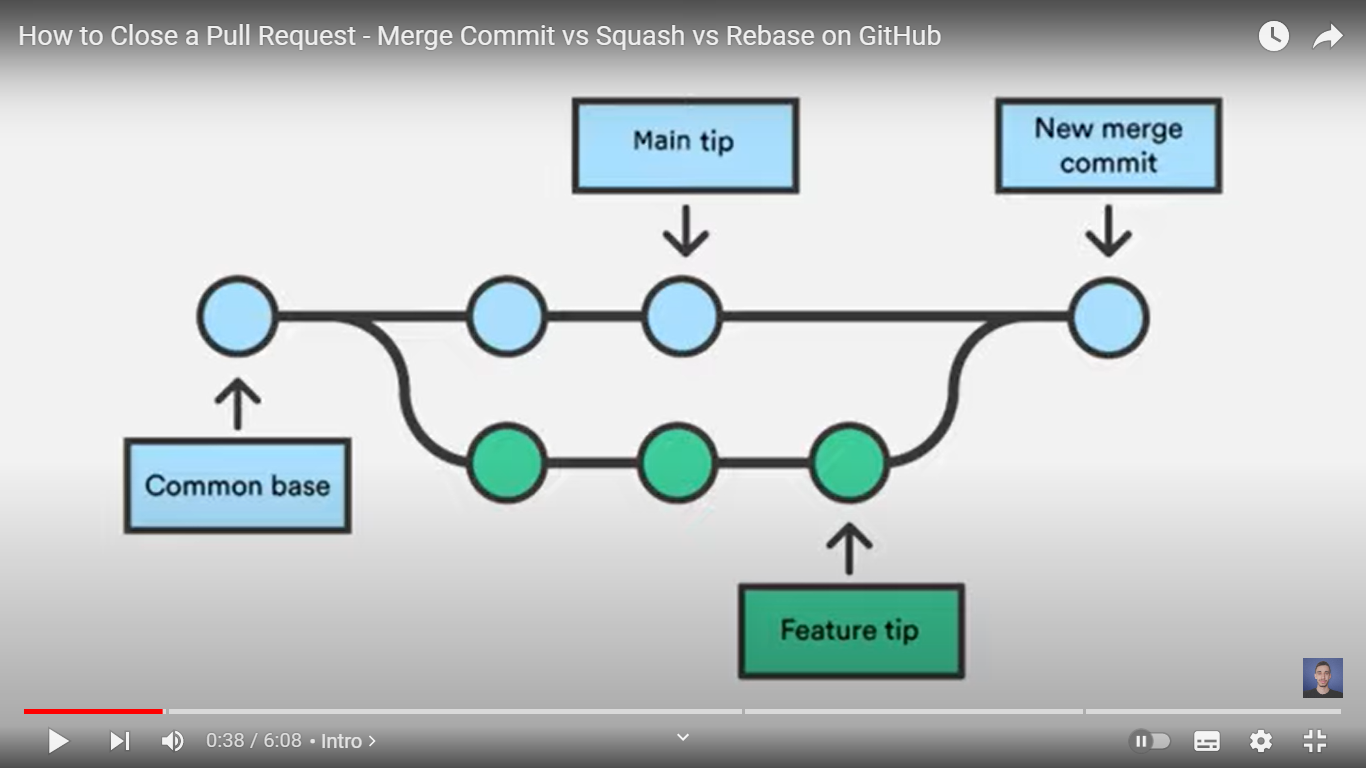 How to Close a Pull Request - Merge Commit vs Squash vs Rebase on GitHub
Main tip
New merge
commit
Common base
Feature tip
0:38 / 6:08 • Intro